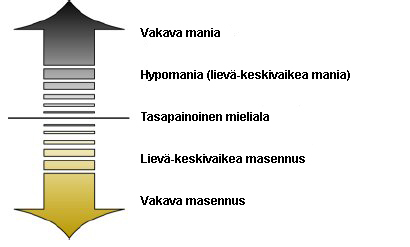 Vakava mania
Hypomania (lievä-keskivaikea mania)
Tasapainoinen mieliala
Lievä-keskivaikea masennus
Vakava masennus